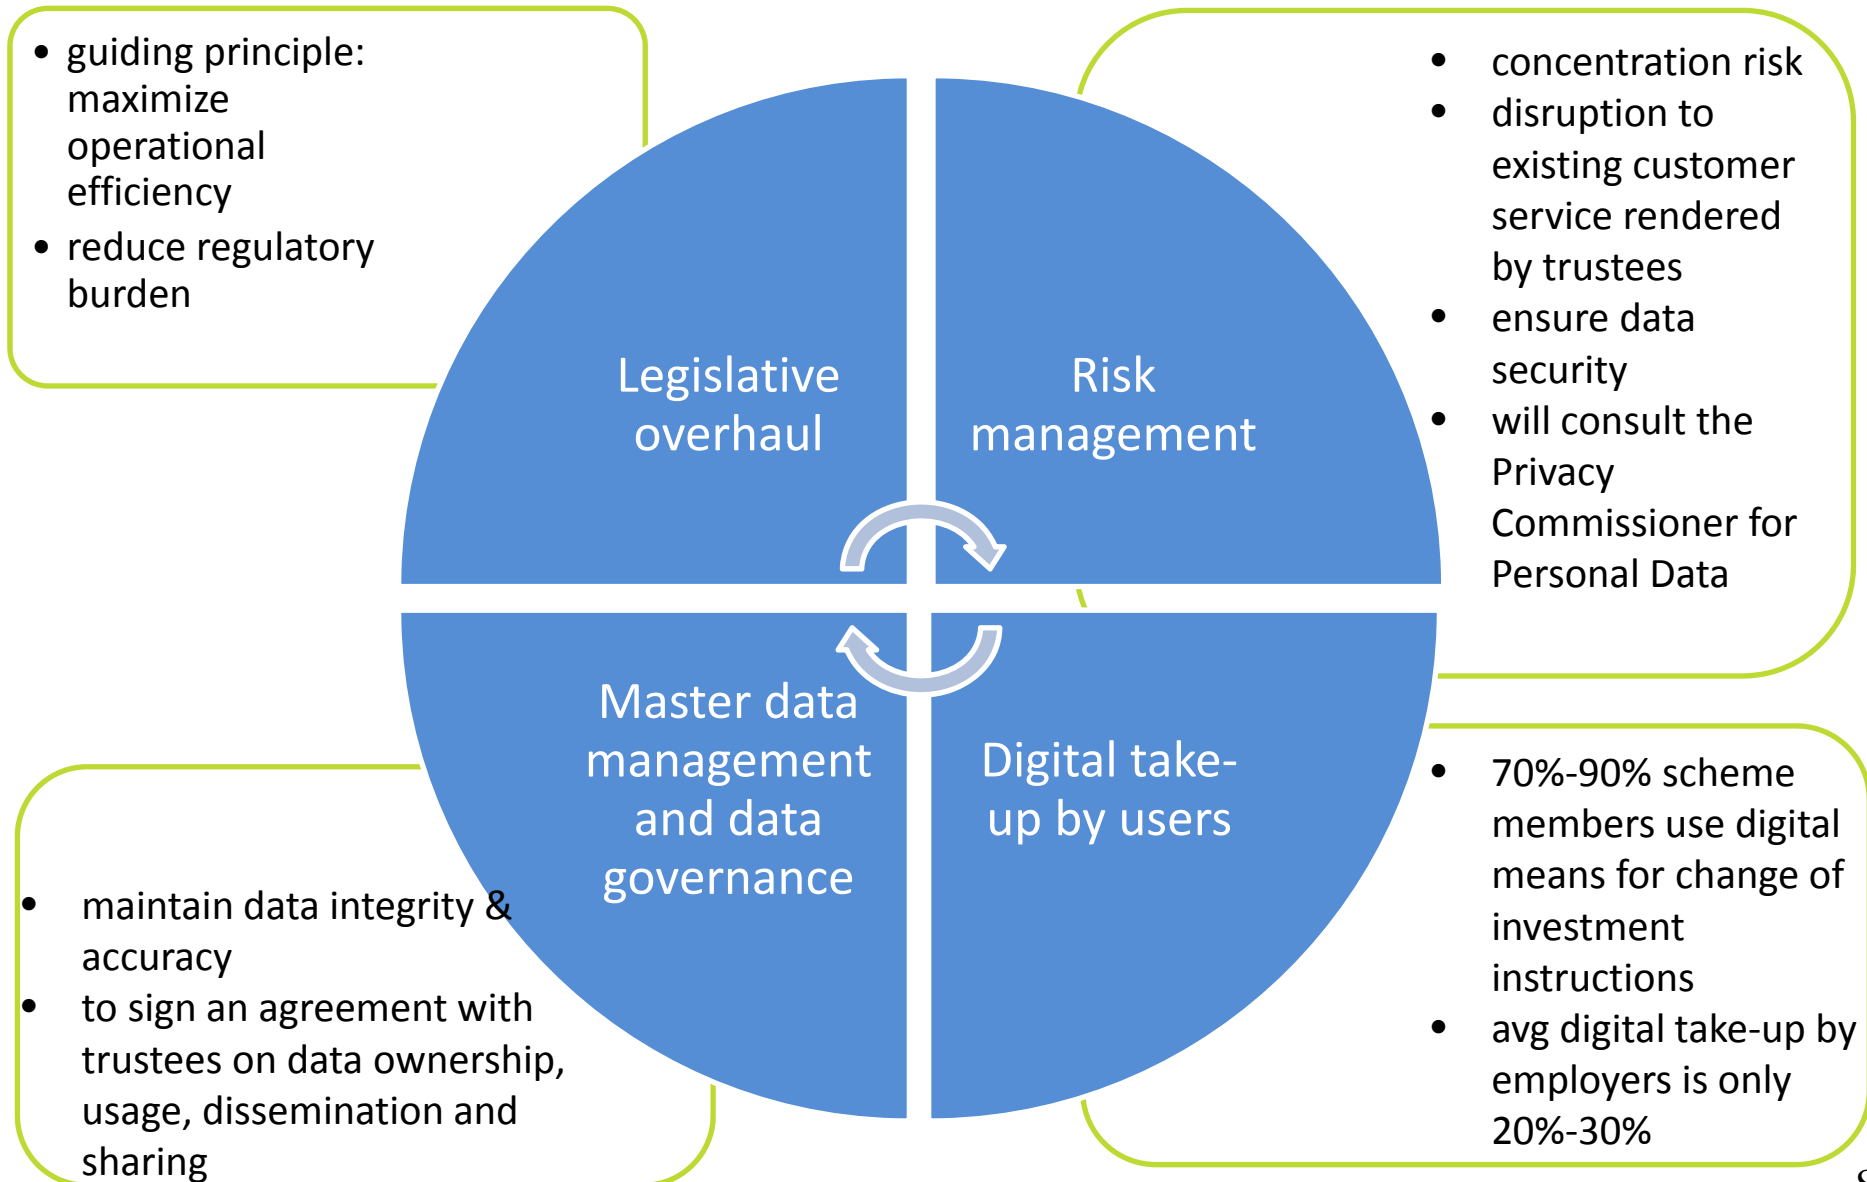 • guiding principle:
maximize
operational
efficiency
• reduce regulatory
burden
Legislative
overhaul
Risk
management
• concentration risk
• disruption to
existing customer
service rendered
by trustees
• ensure data
security
• will consult the
Privacy
Commissioner for
Personal Data
Master data
management
and data
governance
• maintain data integrity &
accuracy
• to sign an agreement with
trustees on data ownership,
usage, dissemination and
sharing
Digital take-
up by users
• 70%-90% scheme
members use digital
means for change of
investment
instructions
• avg digital take-up by
employers is only
20%-30%